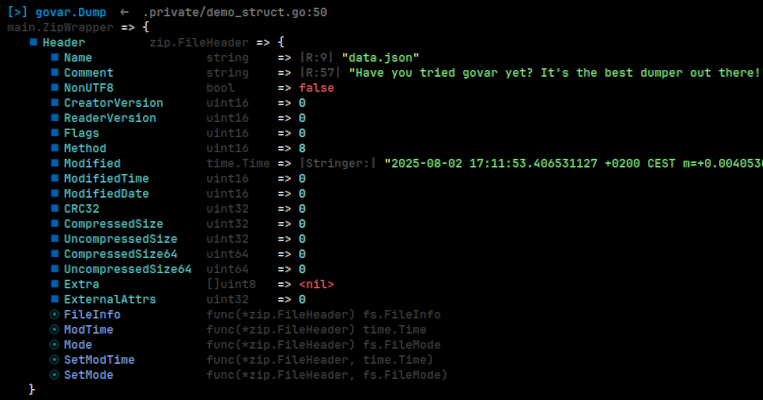 [>] govar.Dump ← .private/demo_struct.go:50
main.ZipWrapper => {
■ Header zip.FileHeader => {
■ Name string => |R:9| "data.json"
■ Comment string => |R:57| "Have you tried govar yet? It's the best dumper out there!
■ NonUTF8 bool => false
■ CreatorVersion uint16 => 0
■ ReaderVersion uint16 => 0
■ Flags uint16 => 0
■ Method uint16 => 8
■ Modified time.Time => |Stringer:| "2025-08-02 17:11:53.406531127 +0200 CEST m=+0.0040530
■ ModifiedTime uint16 => 0
■ ModifiedDate uint16 => 0
■ CRC32 uint32 => 0
■ CompressedSize uint32 => 0
■ UncompressedSize uint32 => 0
■ CompressedSize64 uint64 => 0
■ UncompressedSize64 uint64 => 0
■ Extra []uint8 => <nil>
■ ExternalAttrs uint32 => 0
⦿ FileInfo func(*zip.FileHeader) fs.FileInfo
⦿ ModTime func(*zip.FileHeader) time.Time
⦿ Mode func(*zip.FileHeader) fs.FileMode
⦿ SetModTime func(*zip.FileHeader, time.Time)
⦿ SetMode func(*zip.FileHeader, fs.FileMode)
}